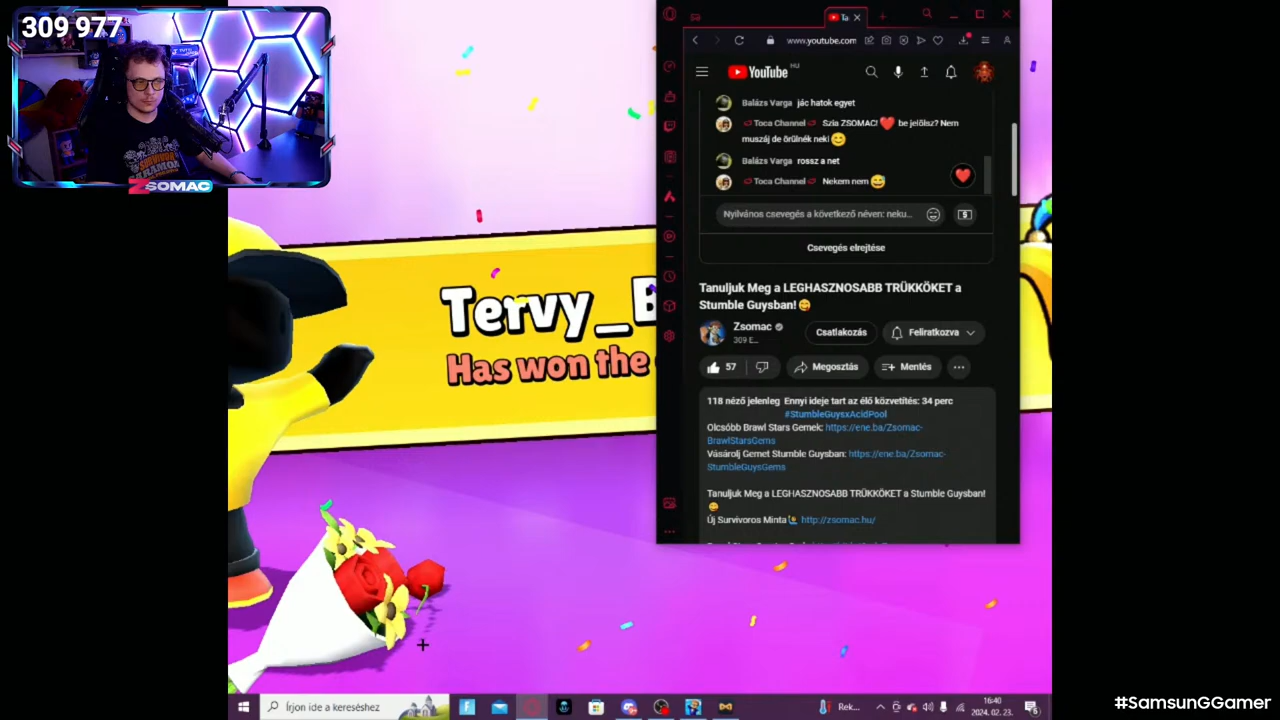 309 977
ZSOMAC
Ta
www.youtube.com
YouTube HU
Balázs Varga jác hatok egyet
Toca Channel Szia ZSOMAC! ❤️ be jelölsz? Nem
muszáj de örülnék neki 😊
Balázs Varga rossz a net
Toca Channel Nekem nem 😅
Nyilvános csevegés a következő néven: neku...
Csevegés elrejtése
Tanuljuk Meg a LEGHASZNOSABB TRÜKKÖKET a
Stumble Guysban! 😋
Zsomac
309 E...
Csatlakozás
Feliratkozva
57
Megosztás
Mentés
118 néző jelenleg Ennyi ideje tart az élő közvetítés: 34 perc
#StumbleGuysxAcidPool
Olcsóbb Brawl Stars Gemek: https://ene.ba/Zsomac-
BrawlStarsGems
Vásárolj Gemet Stumble Guysban: https://ene.ba/Zsomac-
StumbleGuysGems
Tanuljuk Meg a LEGHASZNOSABB TRÜKKÖKET a Stumble Guysban!
😋
Új Survivoros Minta🙋‍♂️ http://zsomac.hu/
Tervy_B
Has won the
Írjon ide a kereséshez
Rek...
16:40
2024. 02. 23.
#SamsunGGamer